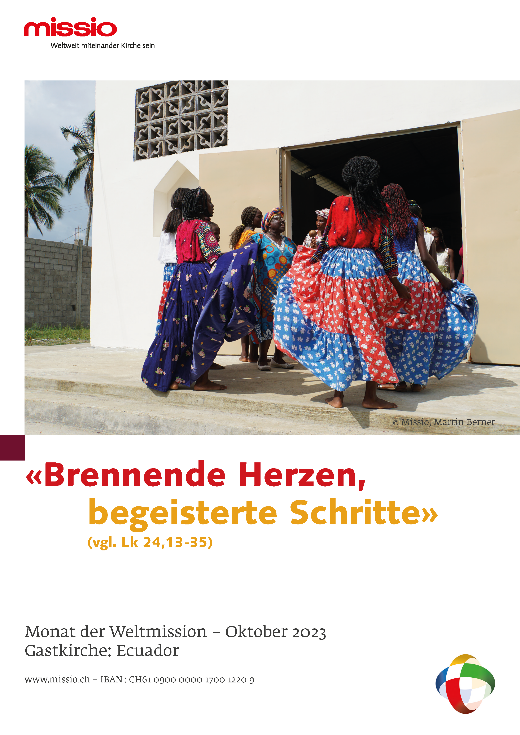 missio
Weltweit miteinander Kirche sein
© Missio, Martin Berner
«Brennende Herzen,
begeisterte Schritte»
(vgl. Lk 24,13-35)
Monat der Weltmission – Oktober 2023
Gastkirche: Ecuador
www.missio.ch – IBAN: CH61 0900 0000 1700 1220 9